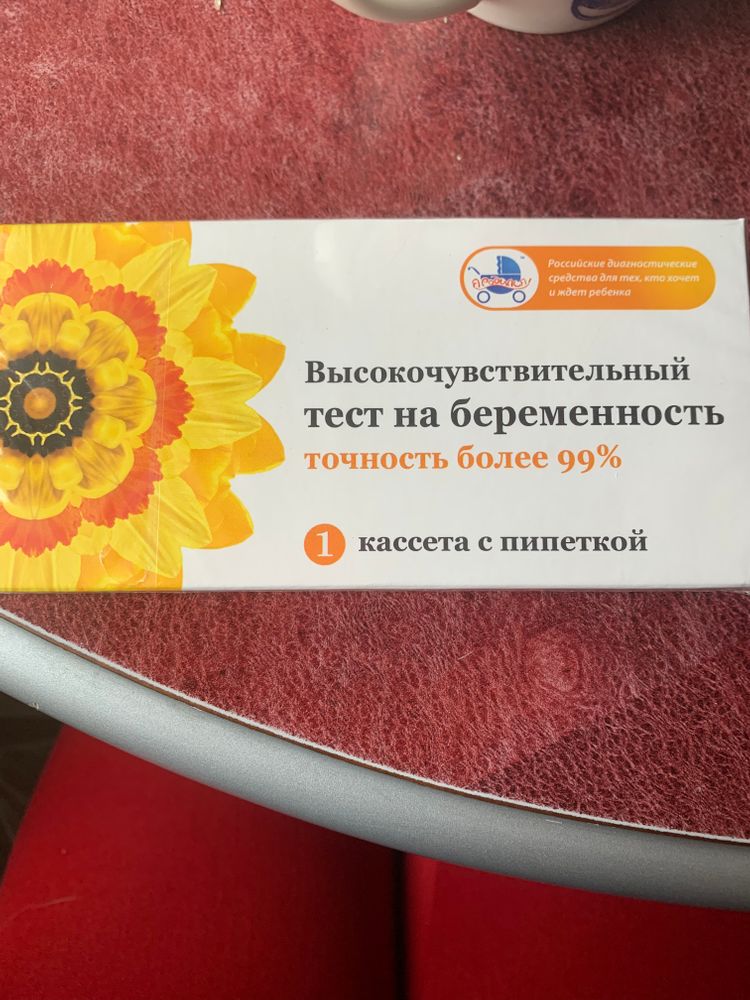 Российские диагностические
средства для тех, кто хочет
и ждет ребенка
Высокочувствительный
тест на беременность
точность более 99%
1 кассета с пипеткой